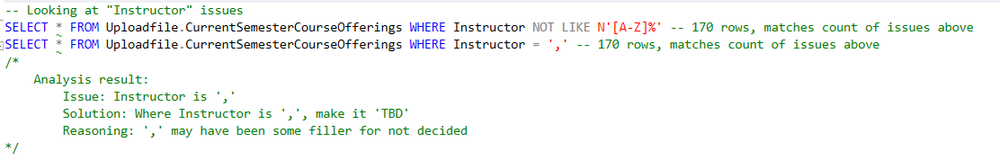 -- Looking at "Instructor" issues
SELECT * FROM Uploadfile.CurrentSemesterCourseOfferings WHERE Instructor NOT LIKE N'[A-Z]%' -- 170 rows, matches count of issues above
SELECT * FROM Uploadfile.CurrentSemesterCourseOfferings WHERE Instructor = ',' -- 170 rows, matches count of issues above
/*
    Analysis result:
        Issue: Instructor is ','
        Solution: Where Instructor is ',', make it 'TBD'
        Reasoning: ',' may have been some filler for not decided
*/